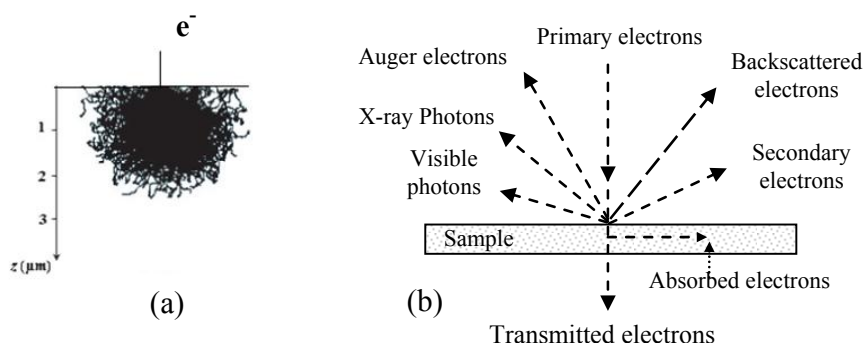 e⁻
1
2
3
z (μm)
(a)
Primary electrons
Auger electrons
Backscattered
electrons
X-ray Photons
Visible
photons
Secondary
electrons
Sample
Absorbed electrons
(b)
Transmitted electrons